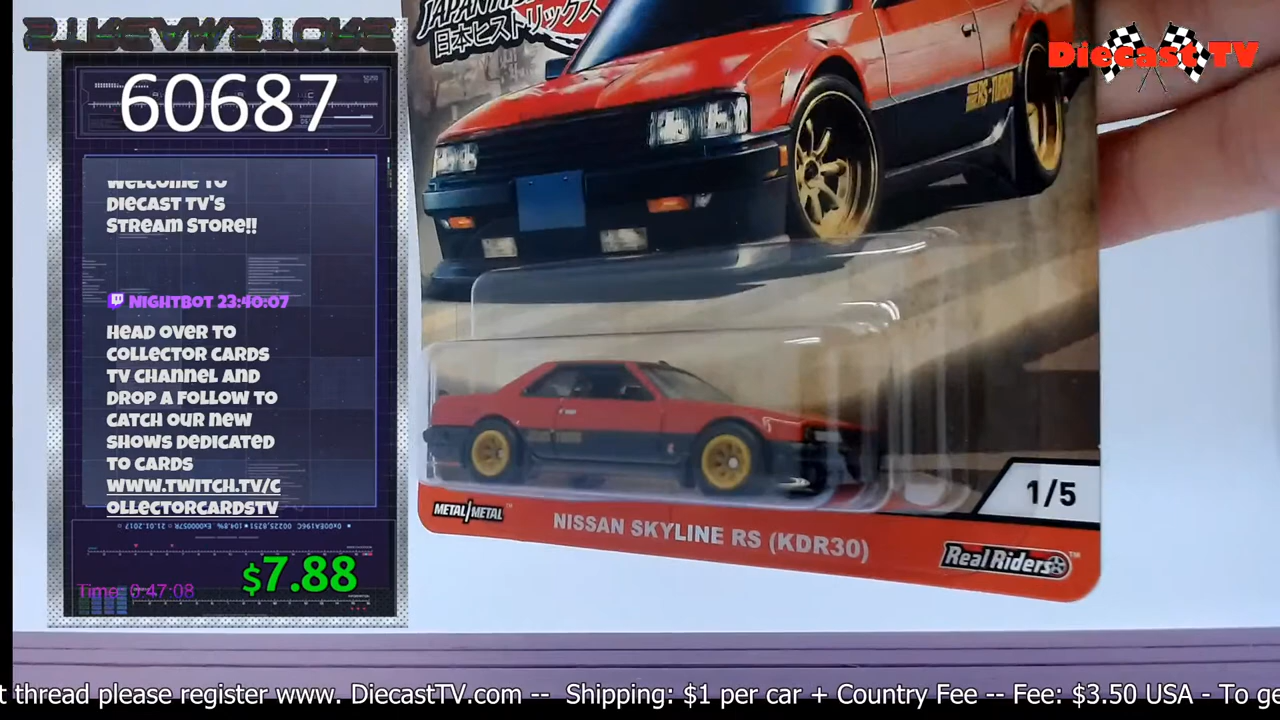 60687
WELCOME TO
DIECAST TV'S
STREAM STORE!!
NIGHTBOT 23:40:07
HEAD OVER TO
COLLECTOR CARDS
TV CHANNEL AND
DROP A FOLLOW TO
CATCH OUR NEW
SHOWS DEDICATED
TO CARDS
WWW.TWITCH.TV/C
OLLECTORCARDSTV
Time: 0:47:08
$7.88
日本ヒストリックス
RS-TURBO
1/5
METAL/METAL™
NISSAN SKYLINE RS (KDR30)
Real Riders™
Diecast TV
t thread please register www. DiecastTV.com -- Shipping: $1 per car + Country Fee -- Fee: $3.50 USA - To ge